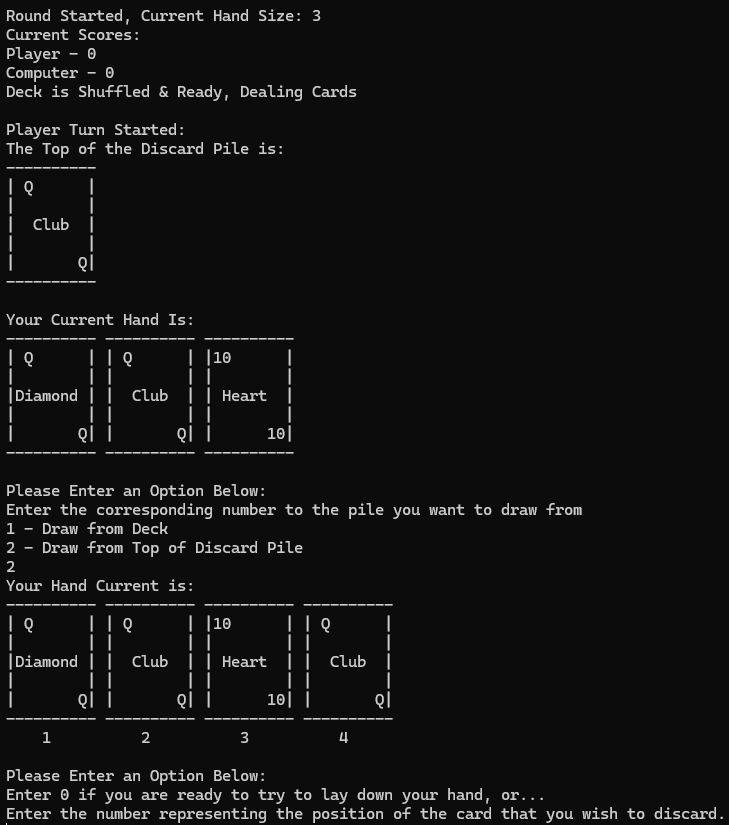 Round Started, Current Hand Size: 3
Current Scores:
Player - 0
Computer - 0
Deck is Shuffled & Ready, Dealing Cards

Player Turn Started:
The Top of the Discard Pile is:
----------
| Q      |
|        |
|  Club  |
|        |
|       Q|
----------

Your Current Hand Is:
---------- ---------- ----------
| Q      | | Q      | |10      |
|        | |        | |        |
|Diamond | |  Club  | | Heart  |
|        | |        | |        |
|       Q| |       Q| |      10|
---------- ---------- ----------

Please Enter an Option Below:
Enter the corresponding number to the pile you want to draw from
1 - Draw from Deck
2 - Draw from Top of Discard Pile
2
Your Hand Current is:
---------- ---------- ---------- ----------
| Q      | | Q      | |10      | | Q      |
|        | |        | |        | |        |
|Diamond | |  Club  | | Heart  | |  Club  |
|        | |        | |        | |        |
|       Q| |       Q| |      10| |       Q|
---------- ---------- ---------- ----------
    1          2          3          4

Please Enter an Option Below:
Enter 0 if you are ready to try to lay down your hand, or...
Enter the number representing the position of the card that you wish to discard.